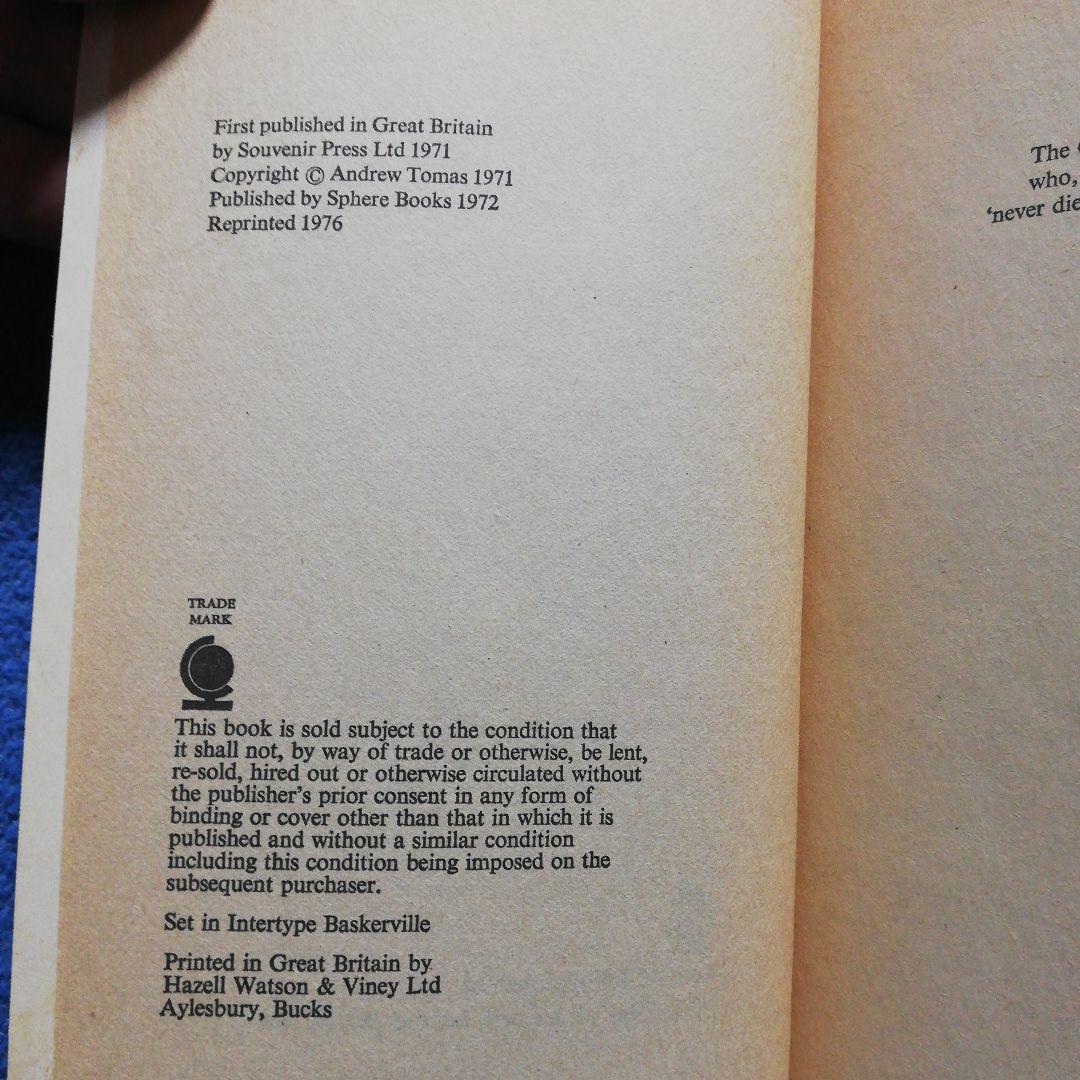 First published in Great Britain
by Souvenir Press Ltd 1971
Copyright © Andrew Tomas 1971
Published by Sphere Books 1972
Reprinted 1976
TRADE
MARK
This book is sold subject to the condition that
it shall not, by way of trade or otherwise, be lent,
re-sold, hired out or otherwise circulated without
the publisher's prior consent in any form of
binding or cover other than that in which it is
published and without a similar condition
including this condition being imposed on the
subsequent purchaser.
Set in Intertype Baskerville
Printed in Great Britain by
Hazell Watson & Viney Ltd
Aylesbury, Bucks
The
who,
‘never die